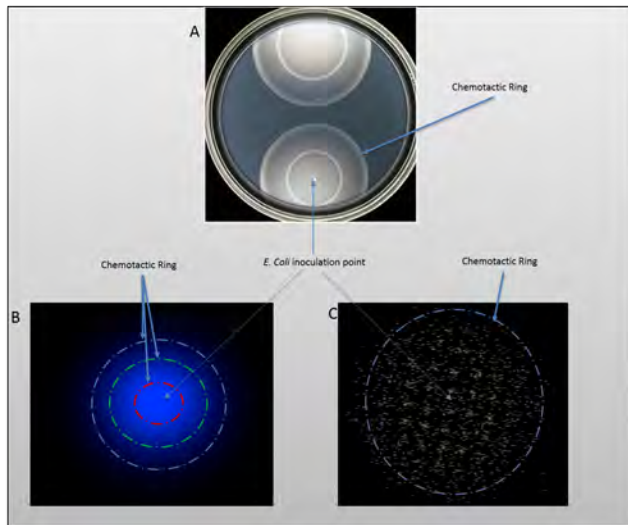 A
Chemotactic Ring
Chemotactic Ring
E. Coli inoculation point
Chemotactic Ring
B
C